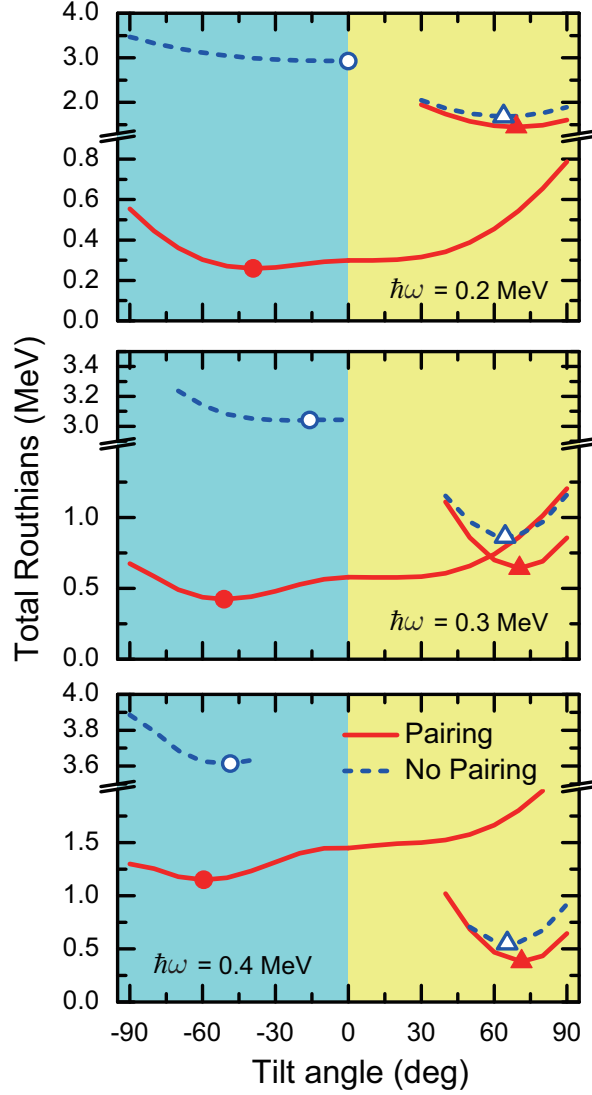 Total Routhians (MeV)
4.0
3.0
2.0
0.8
0.6
0.4
0.2
0.0
ħω = 0.2 MeV
3.4
3.2
3.0
1.0
0.5
0.0
ħω = 0.3 MeV
4.0
3.8
3.6
1.5
1.0
0.5
0.0
Pairing
No Pairing
ħω = 0.4 MeV
-90 -60 -30 0 30 60 90
Tilt angle (deg)